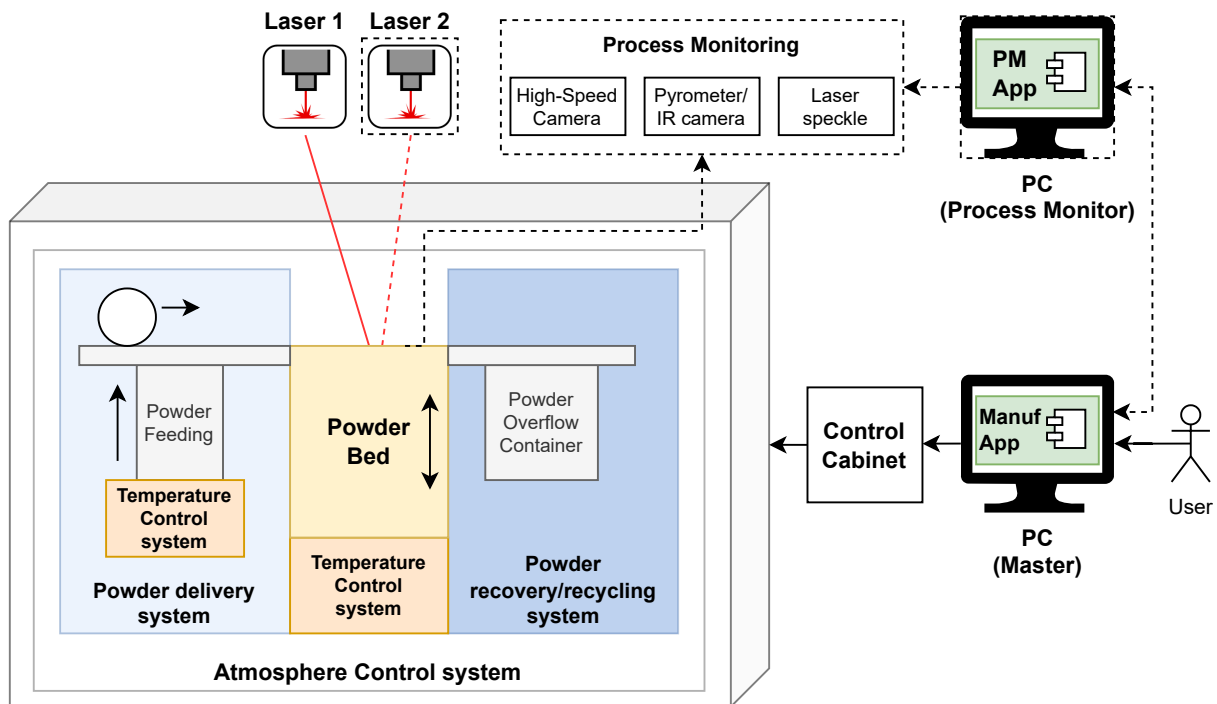 Laser 1
Laser 2
Process Monitoring
High-Speed
Camera
Pyrometer/
IR camera
Laser
speckle
PM
App
PC
(Process Monitor)
Powder
Feeding
Temperature
Control
system
Powder delivery
system
Powder
Bed
Temperature
Control
system
Powder
Overflow
Container
Powder
recovery/recycling
system
Atmosphere Control system
Control
Cabinet
Manuf
App
PC
(Master)
User